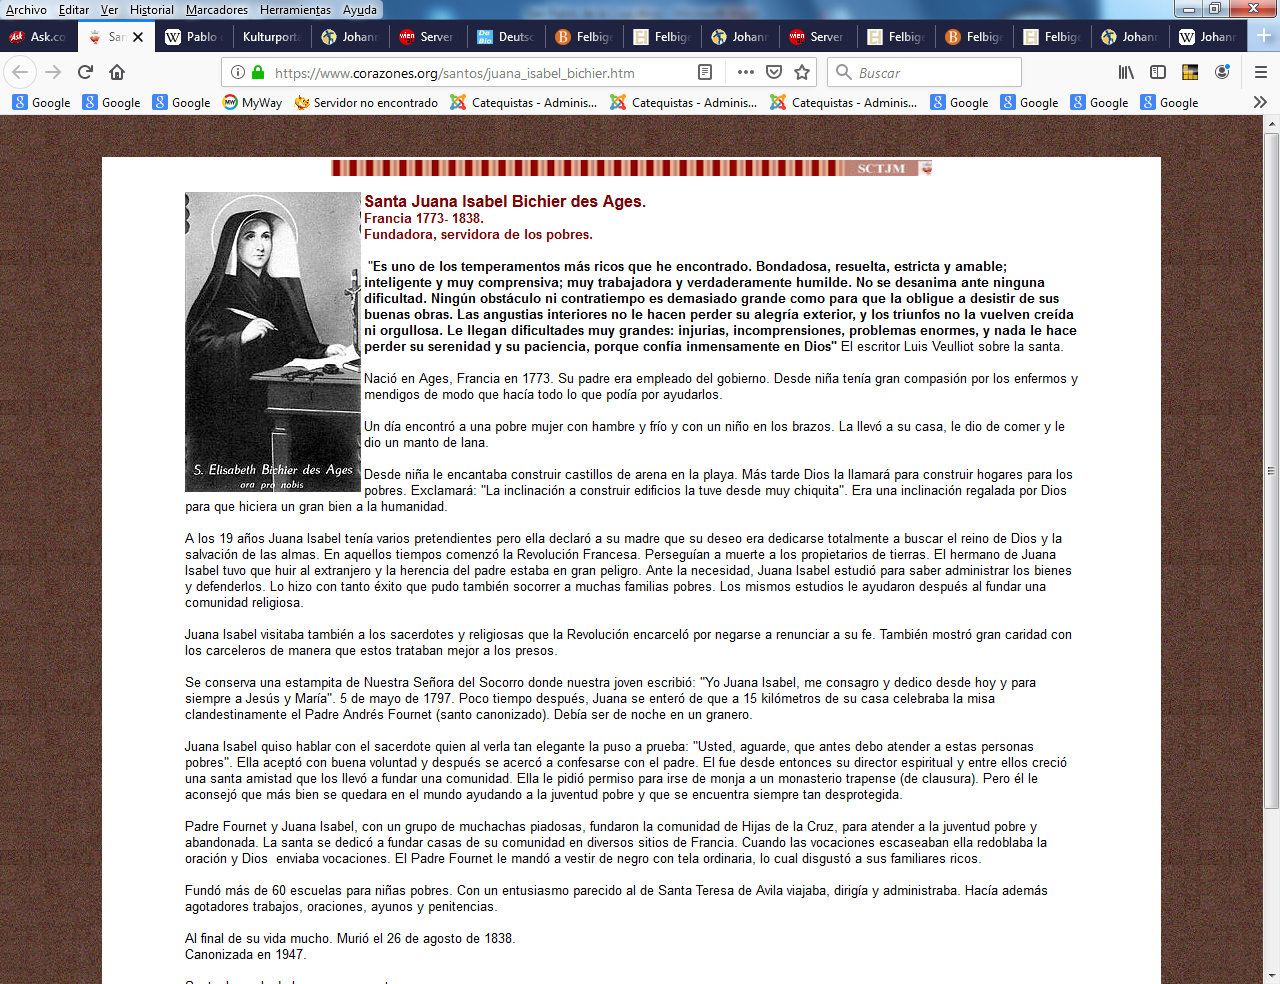 Archivo Editar Ver Historial Marcadores Herramientas Ayuda
Ask.co San Pablo Kulturporta Johann Server Deutsc Felbige Felbige Johann Server Felbige Felbige Felbige Johann Johann
https://www.corazones.org/santos/juana_isabel_bichier.htm Buscar
Google Google Google MyWay Servidor no encontrado Catequistas - Adminis... Catequistas - Adminis... Catequistas - Adminis... Google Google Google Google
SCTJM
Santa Juana Isabel Bichier des Ages.
Francia 1773- 1838.
Fundadora, servidora de los pobres.
"Es uno de los temperamentos más ricos que he encontrado. Bondadosa, resuelta, estricta y amable;
inteligente y muy comprensiva; muy trabajadora y verdaderamente humilde. No se desanima ante ninguna
dificultad. Ningún obstáculo ni contratiempo es demasiado grande como para que la obligue a desistir de sus
buenas obras. Las angustias interiores no le hacen perder su alegría exterior, y los triunfos no la vuelven creída
ni orgullosa. Le llegan dificultades muy grandes: injurias, incomprensiones, problemas enormes, y nada le hace
perder su serenidad y su paciencia, porque confía inmensamente en Dios" El escritor Luis Veulliot sobre la santa.
Nació en Ages, Francia en 1773. Su padre era empleado del gobierno. Desde niña tenía gran compasión por los enfermos y
mendigos de modo que hacía todo lo que podía por ayudarlos.
Un día encontró a una pobre mujer con hambre y frío y con un niño en los brazos. La llevó a su casa, le dio de comer y le
dio un manto de lana.
S. Elisabeth Bichier des Ages
ora pro nobis
Desde niña le encantaba construir castillos de arena en la playa. Más tarde Dios la llamará para construir hogares para los
pobres. Exclamará: "La inclinación a construir edificios la tuve desde muy chiquita". Era una inclinación regalada por Dios
para que hiciera un gran bien a la humanidad.
A los 19 años Juana Isabel tenía varios pretendientes pero ella declaró a su madre que su deseo era dedicarse totalmente a buscar el reino de Dios y la
salvación de las almas. En aquellos tiempos comenzó la Revolución Francesa. Perseguían a muerte a los propietarios de tierras. El hermano de Juana
Isabel tuvo que huir al extranjero y la herencia del padre estaba en gran peligro. Ante la necesidad, Juana Isabel estudió para saber administrar los bienes
y defenderlos. Lo hizo con tanto éxito que pudo también socorrer a muchas familias pobres. Los mismos estudios le ayudaron después al fundar una
comunidad religiosa.
Juana Isabel visitaba también a los sacerdotes y religiosas que la Revolución encarceló por negarse a renunciar a su fe. También mostró gran caridad con
los carceleros de manera que estos trataban mejor a los presos.
Se conserva una estampita de Nuestra Señora del Socorro donde nuestra joven escribió: "Yo Juana Isabel, me consagro y dedico desde hoy y para
siempre a Jesús y María". 5 de mayo de 1797. Poco tiempo después, Juana se enteró de que a 15 kilómetros de su casa celebraba la misa
clandestinamente el Padre Andrés Fournet (santo canonizado). Debía ser de noche en un granero.
Juana Isabel quiso hablar con el sacerdote quien al verla tan elegante la puso a prueba: "Usted, aguarde, que antes debo atender a estas personas
pobres". Ella aceptó con buena voluntad y después se acercó a confesarse con el padre. El fue desde entonces su director espiritual y entre ellos creció
una santa amistad que los llevó a fundar una comunidad. Ella le pidió permiso para irse de monja a un monasterio trapense (de clausura). Pero él le
aconsejó que más bien se quedara en el mundo ayudando a la juventud pobre y que se encuentra siempre tan desprotegida.
Padre Fournet y Juana Isabel, con un grupo de muchachas piadosas, fundaron la comunidad de Hijas de la Cruz, para atender a la juventud pobre y
abandonada. La santa se dedicó a fundar casas de su comunidad en diversos sitios de Francia. Cuando las vocaciones escaseaban ella redoblaba la
oración y Dios enviaba vocaciones. El Padre Fournet le mandó a vestir de negro con tela ordinaria, lo cual disgustó a sus familiares ricos.
Fundó más de 60 escuelas para niñas pobres. Con un entusiasmo parecido al de Santa Teresa de Avila viajaba, dirigía y administraba. Hacía además
agotadores trabajos, oraciones, ayunos y penitencias.
Al final de su vida mucho. Murió el 26 de agosto de 1838.
Canonizada en 1947.